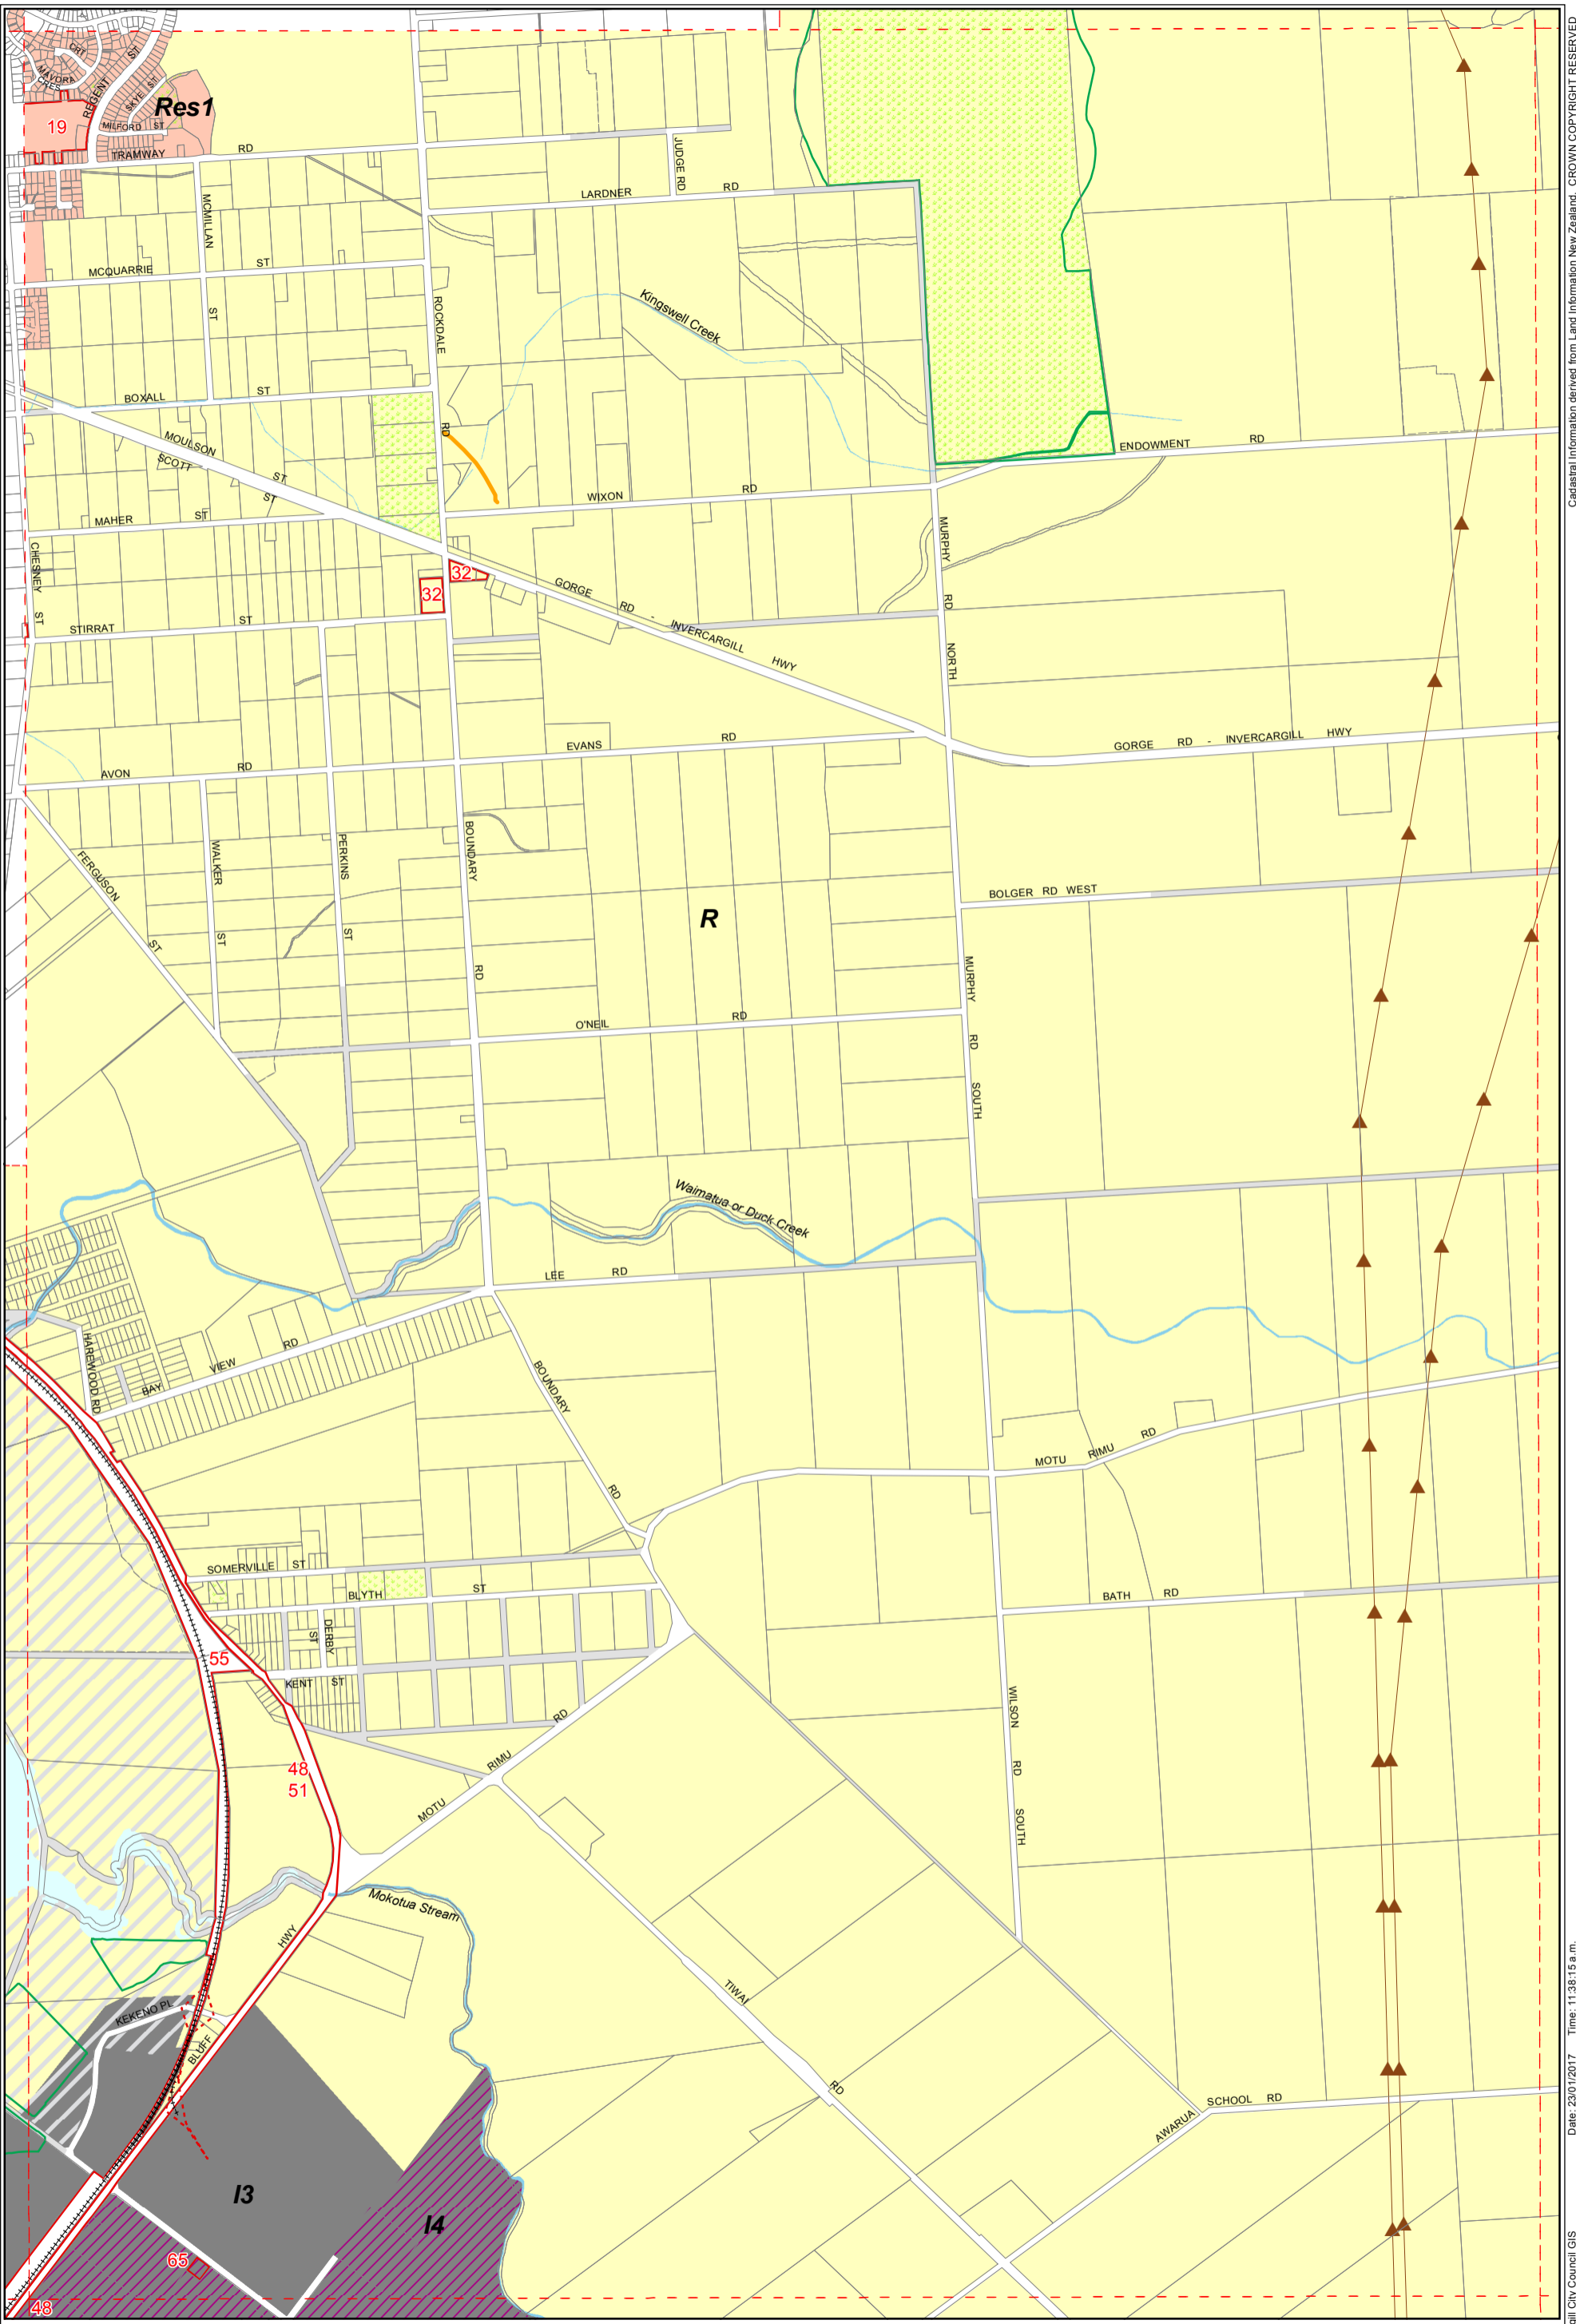 CRT
MAVORA
CRES
REGENT
ST
SKYE ST
Res1
19
MILFORD ST
TRAMWAY RD
JUDGE RD
LARDNER RD
MCMILLAN
ST
MCQUARRIE ST
ROCKDALE
RD
Kingswell Creek
BOXALL ST
MOULSON
ST
SCOTT
ST
ENDOWMENT RD
WIXON RD
MAHER ST
CHESNEY
ST
MURPHY
RD
NORTH
32
32
GORGE RD - INVERCARGILL HWY
STIRRAT ST
EVANS RD
GORGE RD - INVERCARGILL HWY
AVON RD
FERGUSON
ST
WALKER
ST
PERKINS
ST
BOUNDARY
RD
BOLGER RD WEST
R
MURPHY
RD
SOUTH
O'NEIL RD
Waimatua or Duck Creek
LEE RD
HAREWOOD RD
BAY VIEW RD
BOUNDARY
RD
MOTU RIMU RD
SOMERVILLE ST
BLYTH ST
BATH RD
DERBY
ST
55
KENT ST
WILSON
RD
SOUTH
48
51
MOTU RIMU RD
Mokotua Stream
BLUFF HWY
TIWAI
RD
KEKENO PL
AWARUA
SCHOOL RD
I3
I4
65
48
Cadastral Information derived from Land Information New Zealand. CROWN COPYRIGHT RESERVED
Date: 23/01/2017 Time: 11:38:15 a.m.
City Council GIS